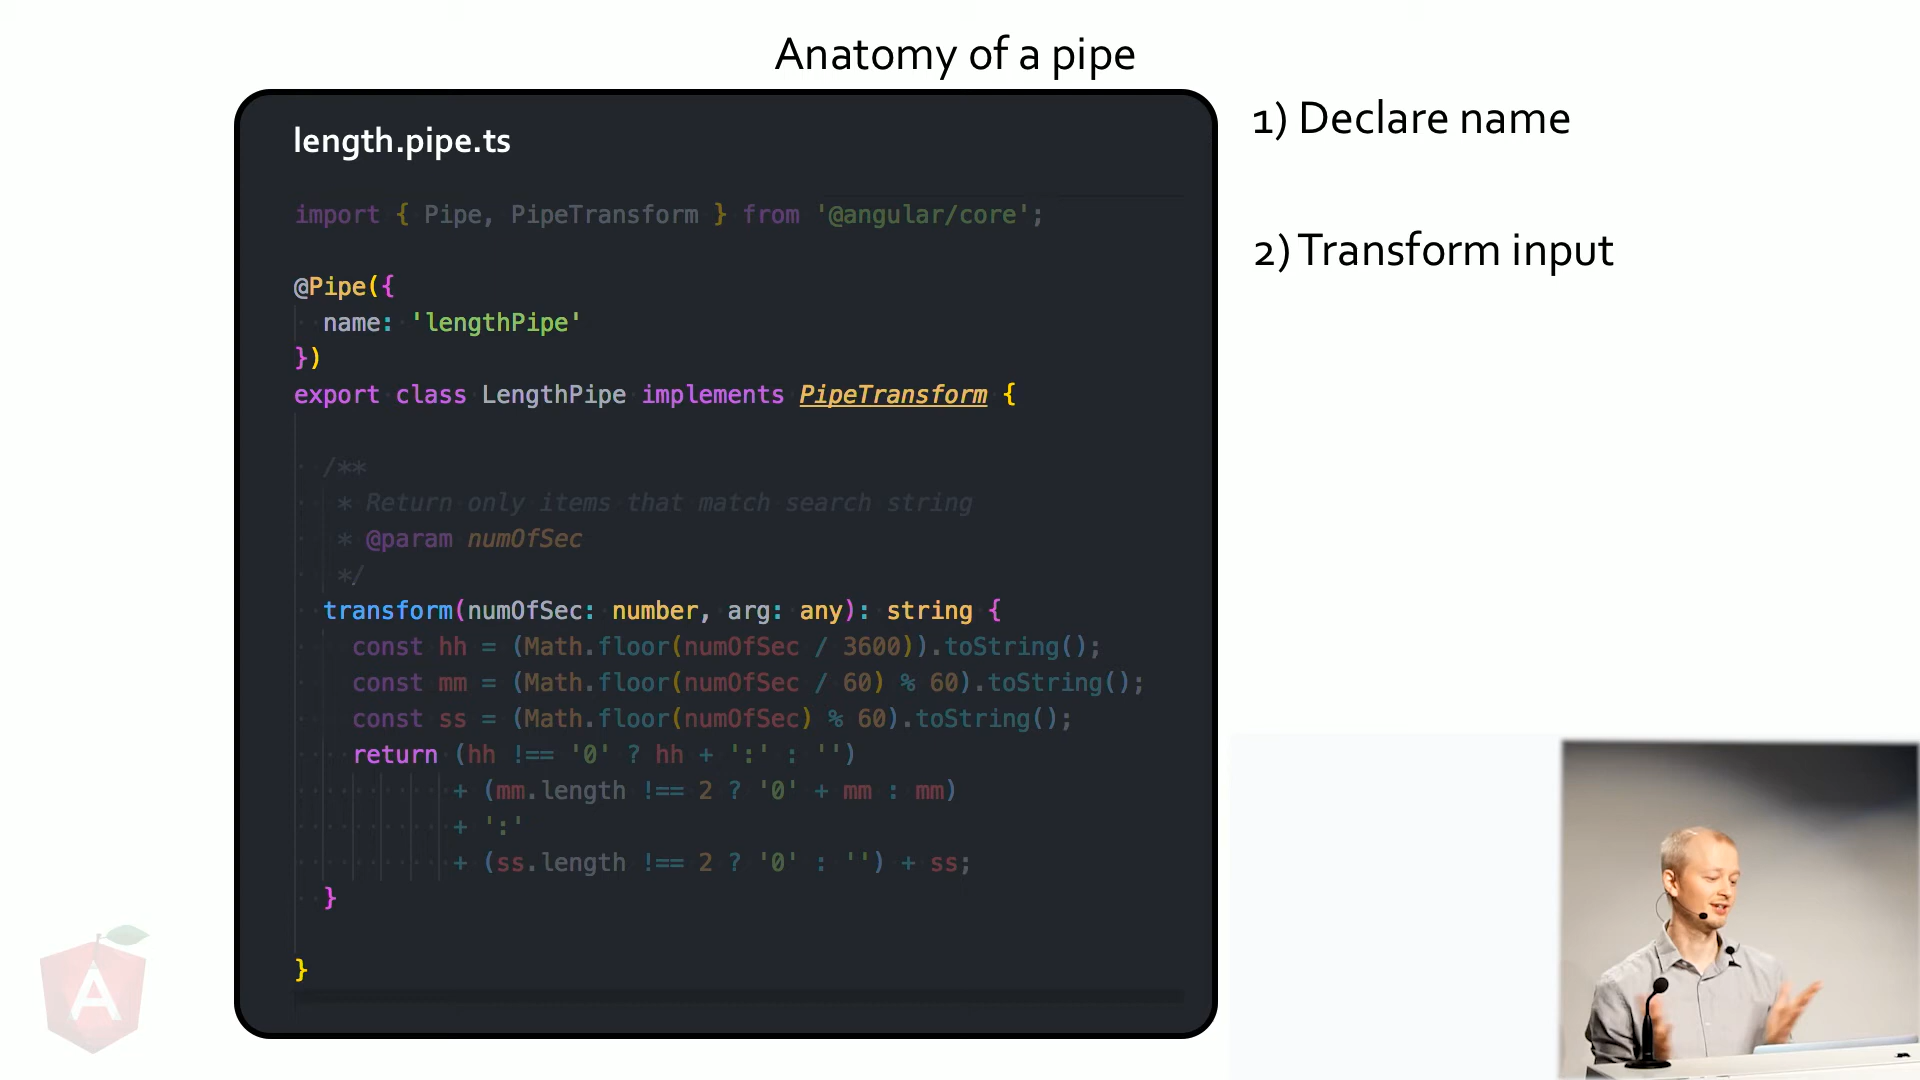 Anatomy of a pipe
length.pipe.ts
import { Pipe, PipeTransform } from '@angular/core';
@Pipe({
name: 'lengthPipe'
})
export class LengthPipe implements PipeTransform {
/**
* Return only items that match search string
* @param numOfSec
*/
transform(numOfSec: number, arg: any): string {
const hh = (Math.floor(numOfSec / 3600)).toString();
const mm = (Math.floor(numOfSec / 60) % 60).toString();
const ss = (Math.floor(numOfSec) % 60).toString();
return (hh !== '0' ? hh + ':' : '')
+ (mm.length !== 2 ? '0' + mm : mm)
+ ':'
+ (ss.length !== 2 ? '0' : '') + ss;
}
}
1) Declare name
2) Transform input
A